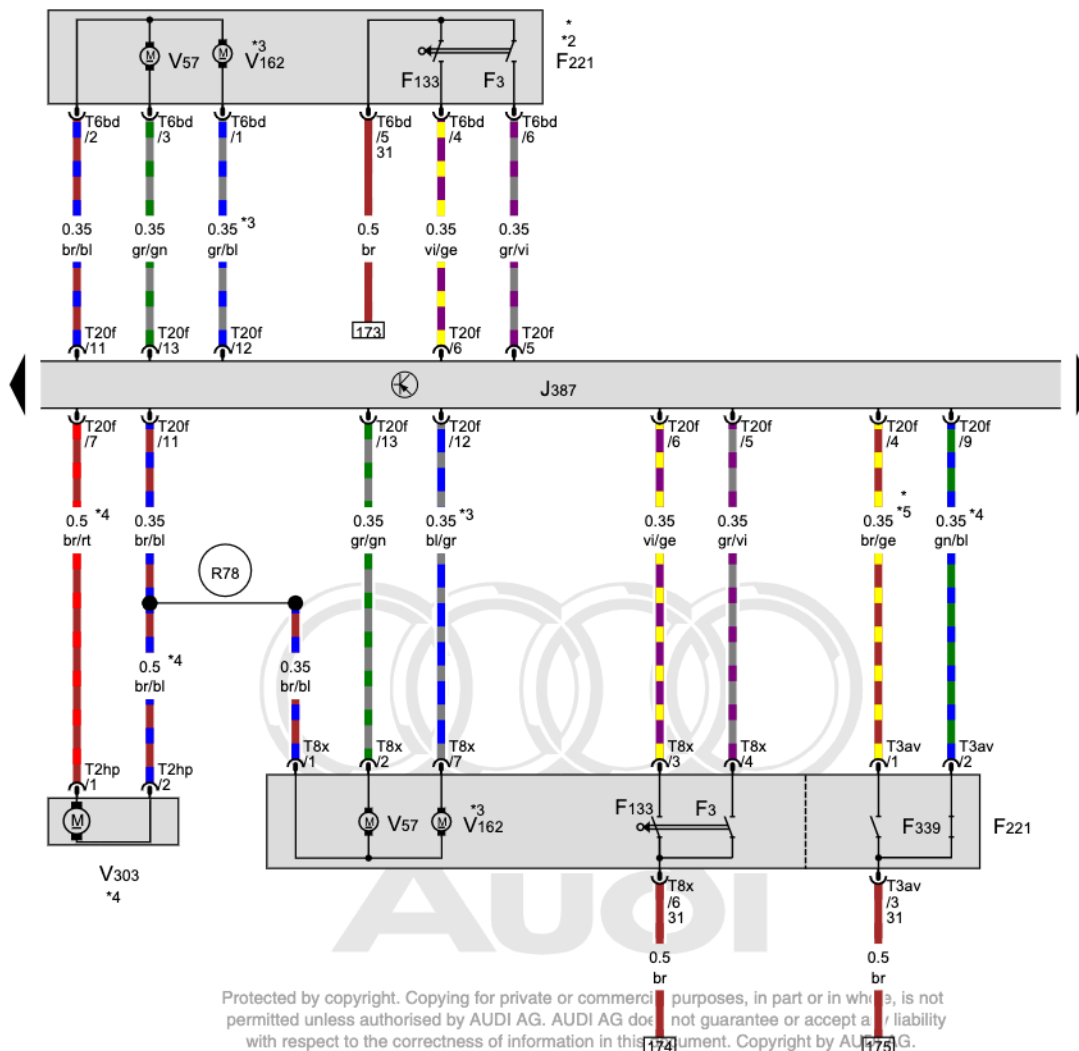 *
*2
F221
V57
*3
V162
F133
F3
T6bd
/2
T6bd
/3
T6bd
/1
T6bd
/5
31
T6bd
/4
T6bd
/6
0.35
br/bl
0.35
gr/gn
0.35 *3
gr/bl
0.5
br
0.35
vi/ge
0.35
gr/vi
173
T20f
/11
T20f
/13
T20f
/12
T20f
/6
T20f
/5
J387
T20f
/7
T20f
/11
T20f
/13
T20f
/12
T20f
/6
T20f
/5
T20f
/4
T20f
/9
0.5 *4
br/rt
0.35
br/bl
0.35
gr/gn
0.35 *3
bl/gr
0.35
vi/ge
0.35
gr/vi
*
0.35 *5
br/ge
0.35 *4
gn/bl
R78
0.5 *4
br/bl
0.35
br/bl
T2hp
/1
T2hp
/2
T8x
/1
T8x
/2
T8x
/7
T8x
/3
T8x
/4
T3av
/1
T3av
/2
M
V303
*4
M V57
M *3
V162
F133
F3
F339
F221
T8x
/6
31
T3av
/3
31
0.5
br
0.5
br
174
175
Audi
Protected by copyright. Copying for private or commercial purposes, in part or in whole, is not
permitted unless authorised by AUDI AG. AUDI AG does not guarantee or accept any liability
with respect to the correctness of information in this document. Copyright by AUDI AG.